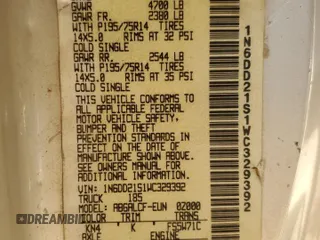 GVWR 4700 LB
GAWR FR. 2380 LB
WITH P195/75R14 TIRES
14X5.0 RIMS AT 32 PSI
COLD SINGLE
GAWR RR. 2544 LB
WITH P195/75R14 TIRES
14X5.0 RIMS AT 35 PSI
COLD SINGLE
THIS VEHICLE CONFORMS TO
ALL APPLICABLE FEDERAL
MOTOR VEHICLE SAFETY,
BUMPER AND THEFT
PREVENTION STANDARDS IN
EFFECT ON THE DATE OF
MANUFACTURE SHOWN ABOVE.
SEE OWNERS MANUAL FOR
ADDITIONAL INFORMATION.
VIN: 1N6DD21S1WC329392
TRUCK 185
MODEL: ABGALCF-EUN 02000
COLOR TRIM TRANS
KN4 K FS5W71C
AXLE ENGINE
1N6DD21S1WC329392
DREAMBID